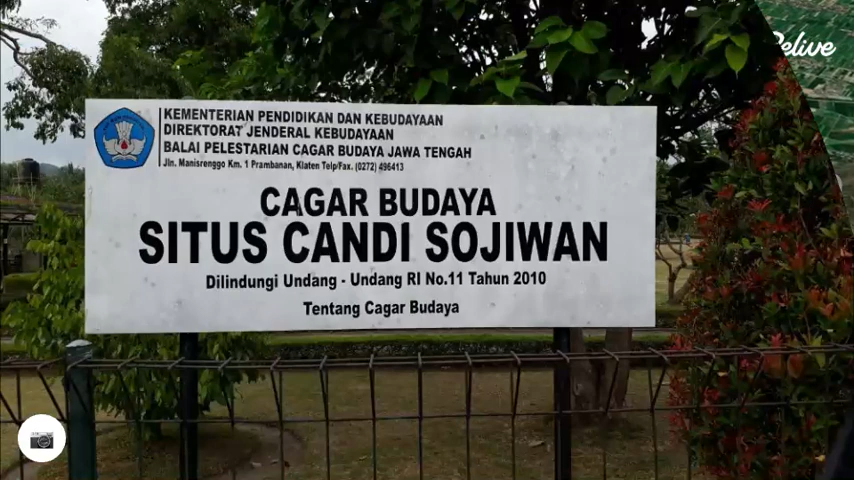 Relive
KEMENTERIAN PENDIDIKAN DAN KEBUDAYAAN
DIREKTORAT JENDERAL KEBUDAYAAN
BALAI PELESTARIAN CAGAR BUDAYA JAWA TENGAH
Jln. Manisrenggo Km. 1 Prambanan, Klaten Telp/Fax. (0272) 496413
CAGAR BUDAYA
SITUS CANDI SOJIWAN
Dilindungi Undang - Undang RI No.11 Tahun 2010
Tentang Cagar Budaya